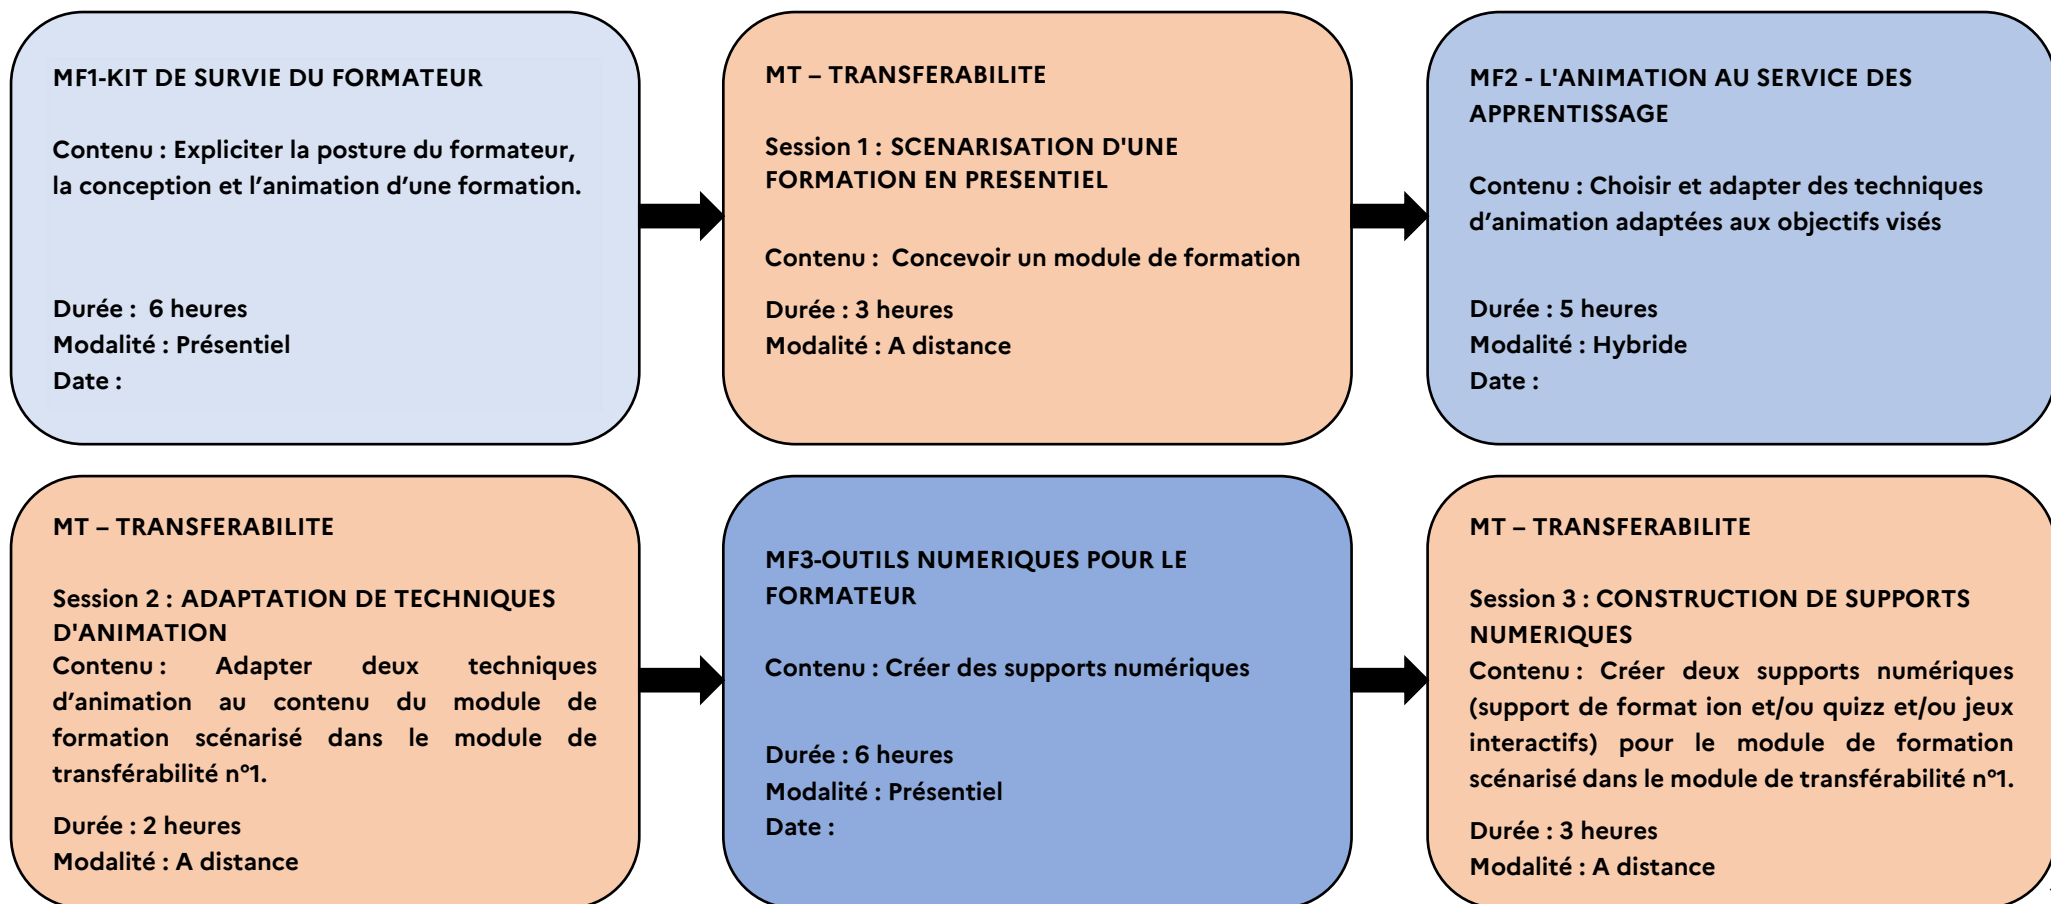 MF1-KIT DE SURVIE DU FORMATEUR
Contenu : Expliciter la posture du formateur,
la conception et l’animation d’une formation.
Durée : 6 heures
Modalité : Présentiel
Date :
MT – TRANSFERABILITE
Session 1 : SCENARISATION D'UNE
FORMATION EN PRESENTIEL
Contenu : Concevoir un module de formation
Durée : 3 heures
Modalité : A distance
MF2 - L'ANIMATION AU SERVICE DES
APPRENTISSAGE
Contenu : Choisir et adapter des techniques
d’animation adaptées aux objectifs visés
Durée : 5 heures
Modalité : Hybride
Date :
MT – TRANSFERABILITE
Session 2 : ADAPTATION DE TECHNIQUES
D'ANIMATION
Contenu : Adapter deux techniques
d’animation au contenu du module de
formation scénarisé dans le module de
transférabilité n°1.
Durée : 2 heures
Modalité : A distance
MF3-OUTILS NUMERIQUES POUR LE
FORMATEUR
Contenu : Créer des supports numériques
Durée : 6 heures
Modalité : Présentiel
Date :
MT – TRANSFERABILITE
Session 3 : CONSTRUCTION DE SUPPORTS
NUMERIQUES
Contenu : Créer deux supports numériques
(support de format ion et/ou quizz et/ou jeux
interactifs) pour le module de formation
scénarisé dans le module de transférabilité n°1.
Durée : 3 heures
Modalité : A distance